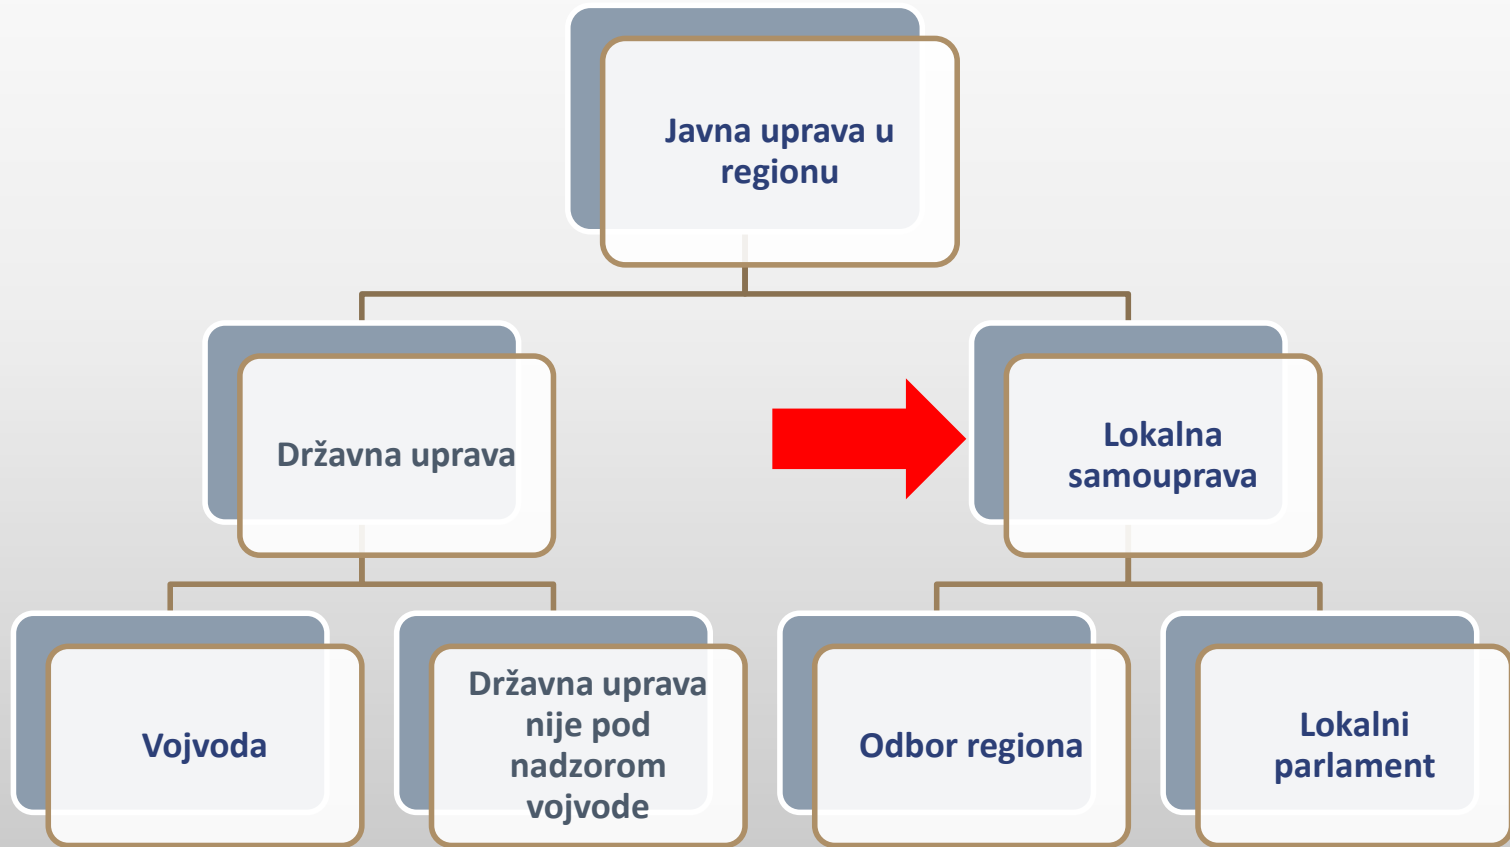 Javna uprava u
regionu
Državna uprava
Lokalna
samouprava
Vojvoda
Državna uprava
nije pod
nadzorom
vojvode
Odbor regiona
Lokalni
parlament